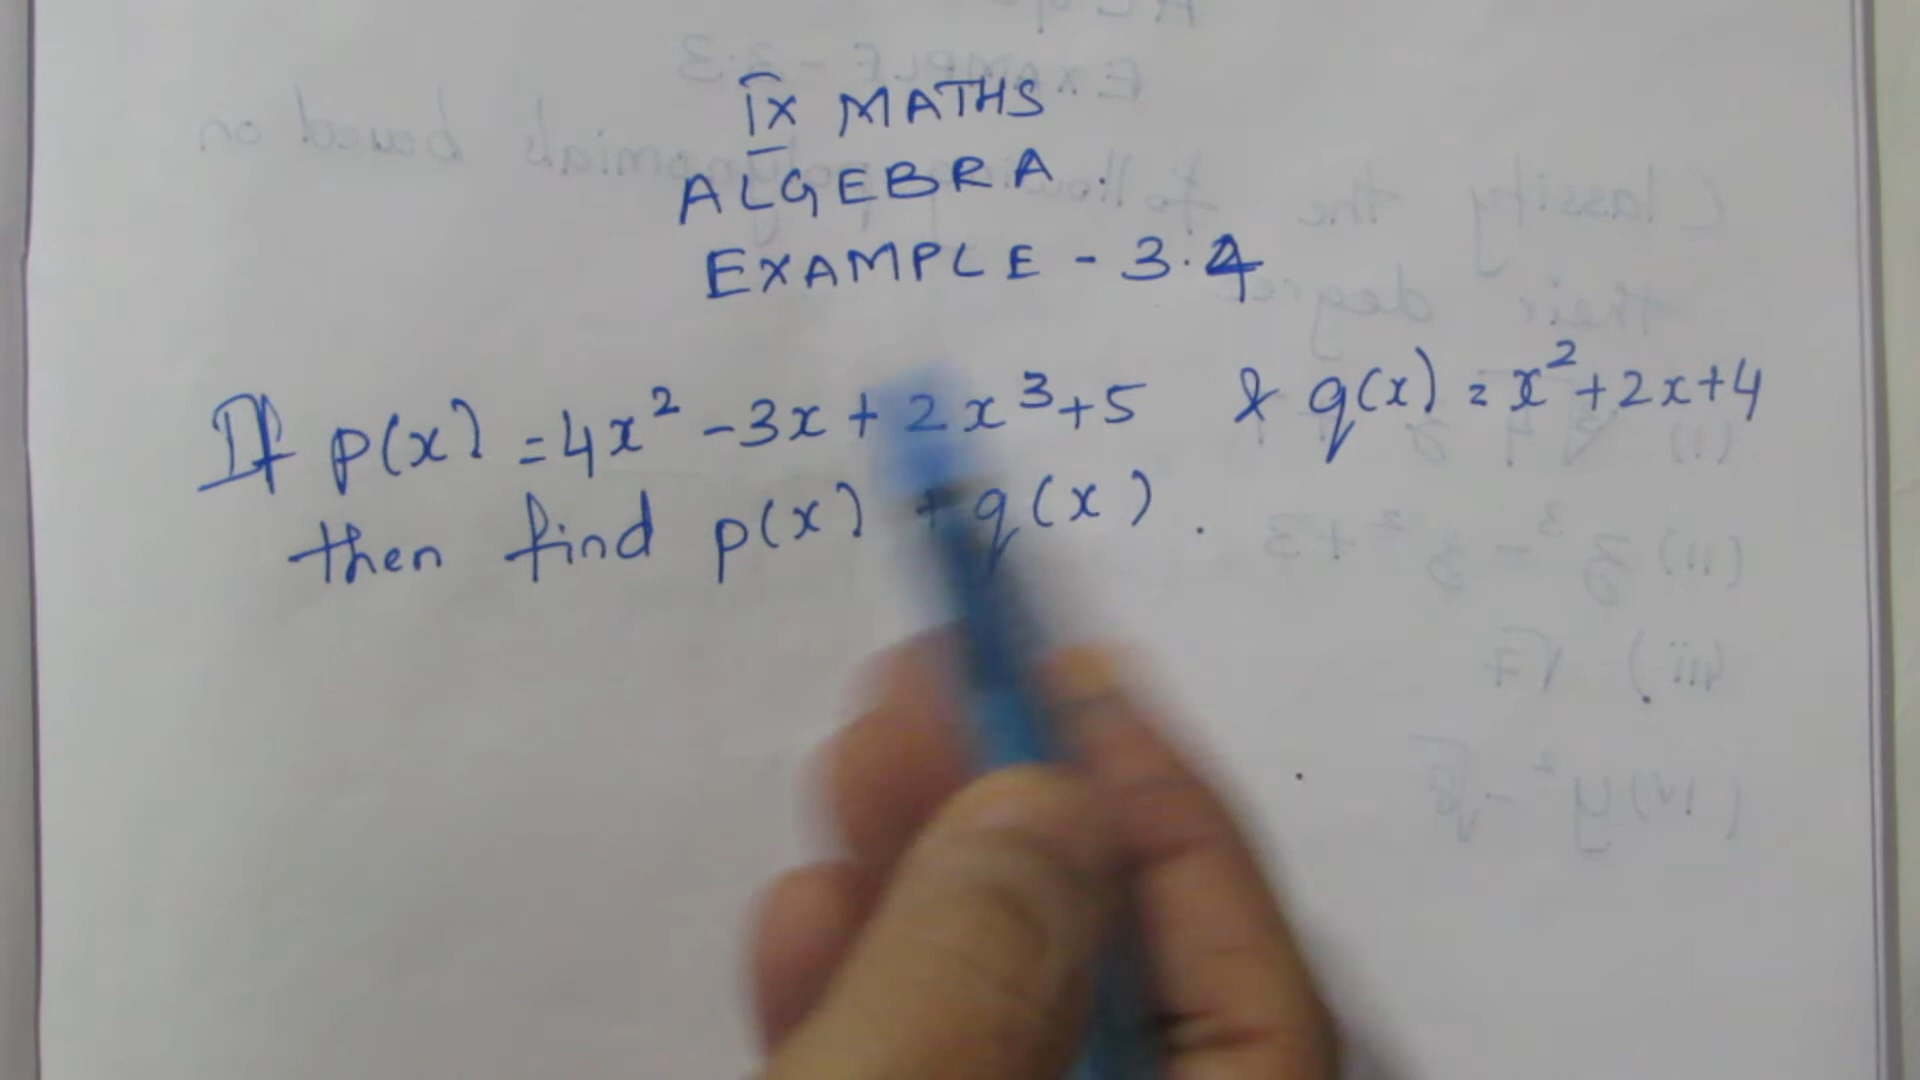 IX MATHS
ALGEBRA.
EXAMPLE - 3.4
If p(x) = 4x² - 3x + 2x³ + 5 & q(x) = x² + 2x + 4
then find p(x) + q(x).